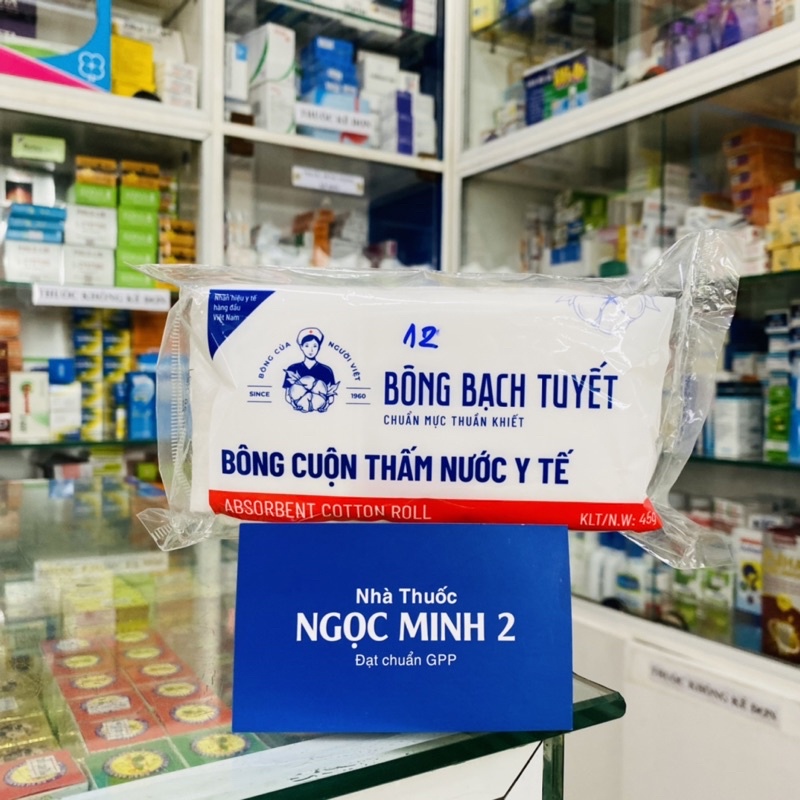 THUỐC KHÔNG KÊ ĐƠN
Nhãn hiệu y tế
hàng đầu
Việt Nam
12
BÔNG CỦA NGƯỜI VIỆT
SINCE 1960
BÔNG BẠCH TUYẾT
CHUẨN MỰC THUẦN KHIẾT
BÔNG CUỘN THẤM NƯỚC Y TẾ
ABSORBENT COTTON ROLL
KLT/N.W: 45g
Nhà Thuốc
NGỌC MINH 2
Đạt chuẩn GPP
THUỐC KHÔNG KÊ ĐƠN